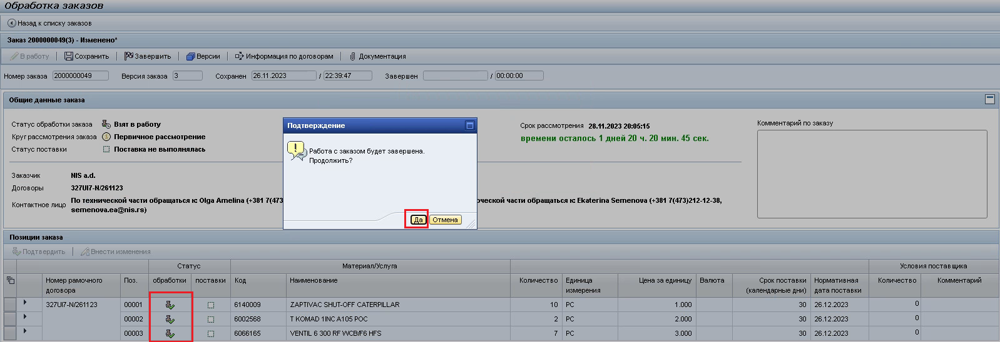 Обработка заказов
Назад к списку заказов
Заказ 2000000049(3) - Изменено*
В работу Сохранить Завершить Версии Информация по договорам Документация
Номер заказа 2000000049 Версия заказа 3 Сохранен 26.11.2023 / 22:39:47 Завершен / 00:00:00
Общие данные заказа
Статус обработки заказа Взят в работу
Круг рассмотрения заказа 1 Первичное рассмотрение
Статус поставки Поставка не выполнялась
Срок рассмотрения 28.11.2023 20:05:15
времени осталось 1 дней 20 ч. 20 мин. 45 сек.
Комментарий по заказу
Заказчик NIS a.d.
Договоры 327UI7-N/261123
Контактное лицо По технической части обращаться к: Olga Amelina (+381 7(473 ческой части обращаться к: Ekaterina Semenova (+381 7(473)212-12-38,
semenova.ea@nis.rs)
Подтверждение
Работа с заказом будет завершена.
Продолжить?
Да Отмена
Позиции заказа
Подтвердить Внести изменения
Статус Материал/Услуга Условия поставщика
Номер рамочного договора Поз. обработки поставки Код Наименование Количество Единица измерения Цена за единицу Валюта Срок поставки (календарные дни) Нормативная дата поставки Количество Комментарий
327UI7-N/261123 00001 6140009 ZAPTIVAC SHUT-OFF CATERPILLAR 10 PC 1.000 30 26.12.2023 0
00002 6002568 T KOMAD 1INC A105 POC 2 PC 2.000 30 26.12.2023 0
00003 6066165 VENTIL 6 300 RF WCB/F6 HFS 7 PC 3.000 30 26.12.2023 0